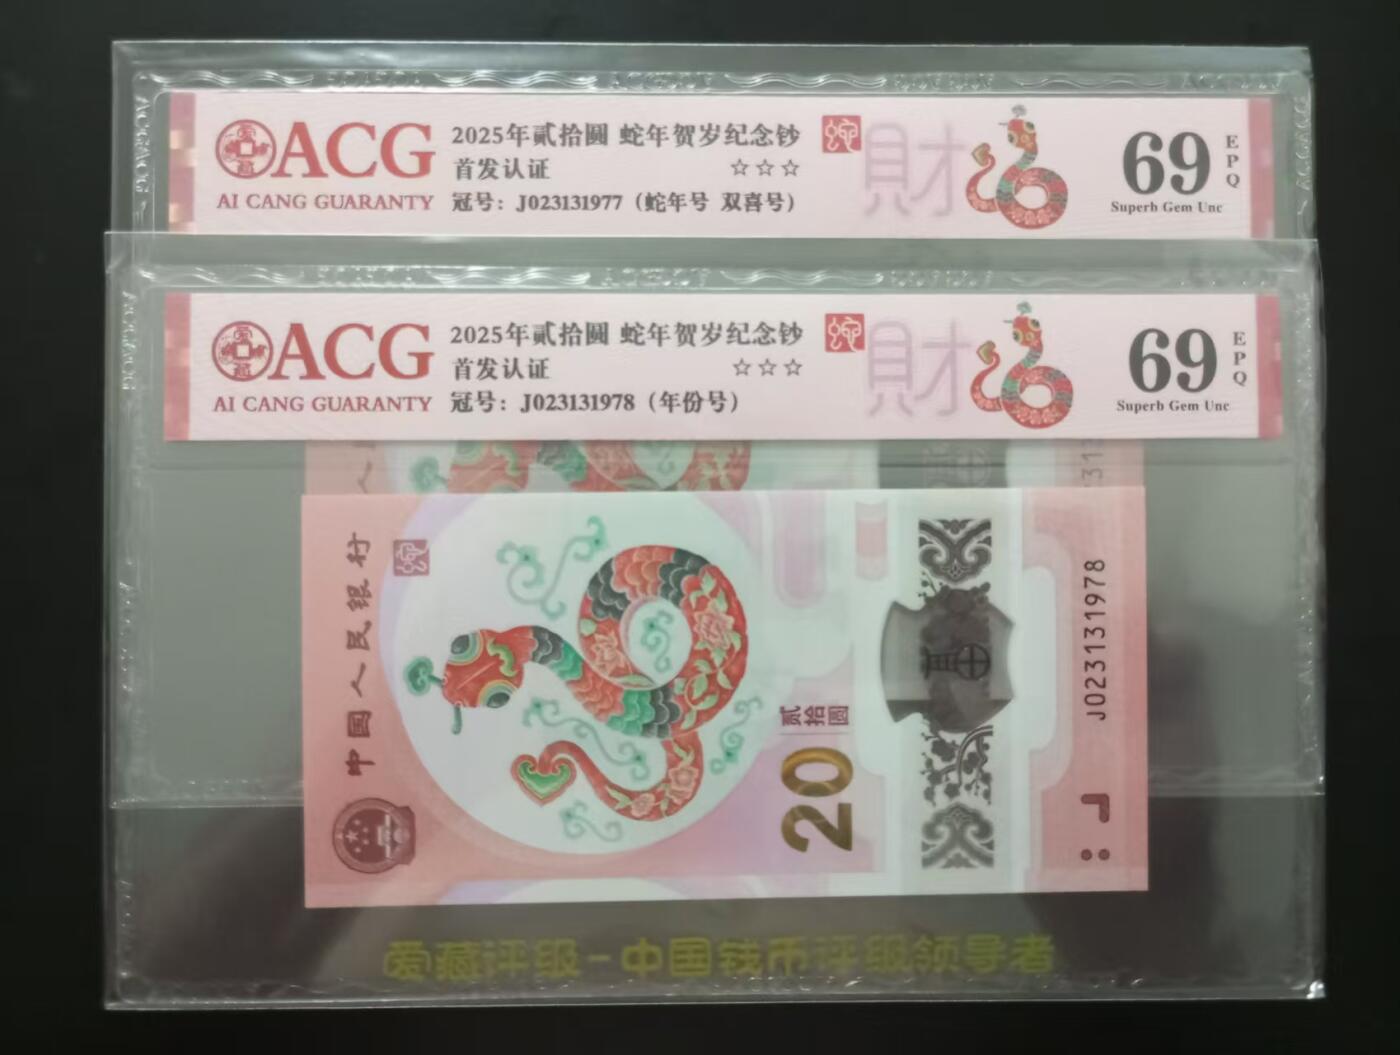 ACG
AI CANG GUARANTY
2025年贰拾圆 蛇年贺岁纪念钞
首发认证 ☆☆☆
冠号：J023131977（蛇年号 双喜号）
蛇
財
69
EPQ
Superb Gem Unc
ACG
AI CANG GUARANTY
2025年贰拾圆 蛇年贺岁纪念钞
首发认证 ☆☆☆
冠号：J023131978（年份号）
蛇
財
69
EPQ
Superb Gem Unc
中国人民银行
蛇
贰拾圆
20
J023131978
爱藏评级-中国钱币评级领导者